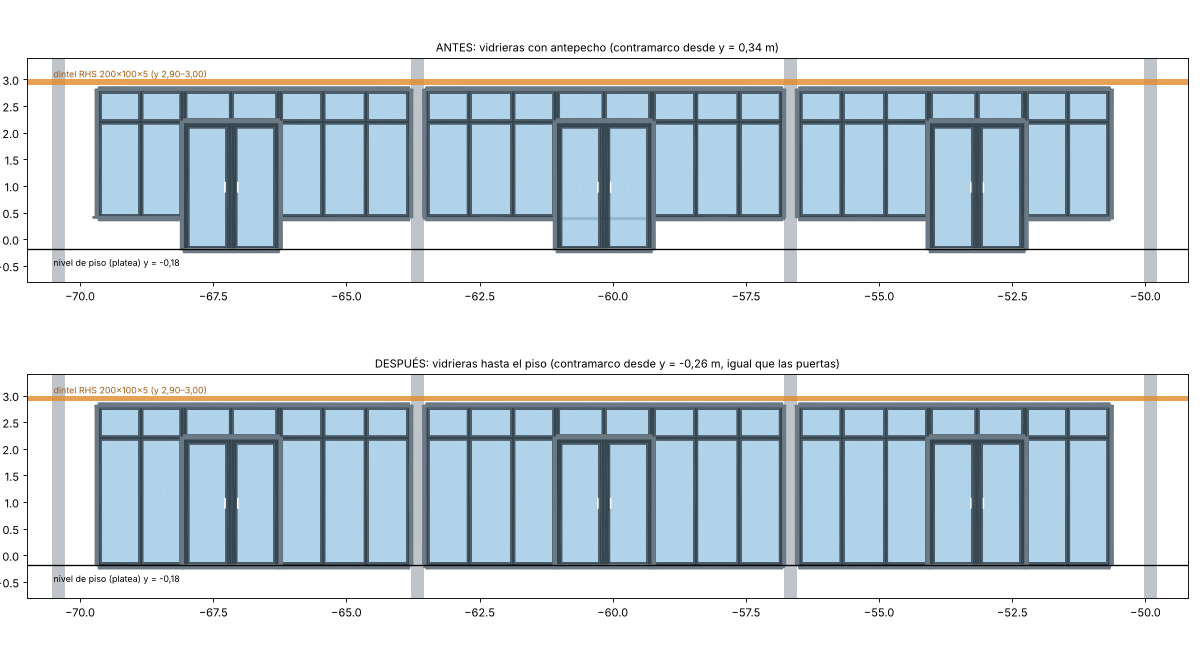 ANTES: vidrieras con antepecho (contramarco desde y = 0,34 m)
dintel RHS 200×100×5 (y 2,90–3,00)
3.0
2.5
2.0
1.5
1.0
0.5
0.0
0.5
nivel de piso (platea) y = -0,18
−70.0 −67.5 −65.0 −62.5 −60.0 −57.5 −55.0 −52.5 −50.0
DESPUÉS: vidrieras hasta el piso (contramarco desde y = -0,26 m, igual que las puertas)
dintel RHS 200×100×5 (y 2,90–3,00)
3.0
2.5
2.0
1.5
1.0
0.5
0.0
0.5
nivel de piso (platea) y = -0,18
−70.0 −67.5 −65.0 −62.5 −60.0 −57.5 −55.0 −52.5 −50.0